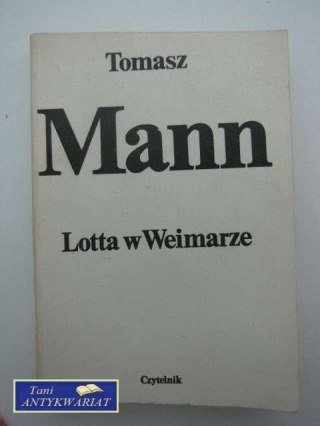 Tomasz
Mann
Lotta w Weimarze
Czytelnik
Tani
ANTYKWARIAT